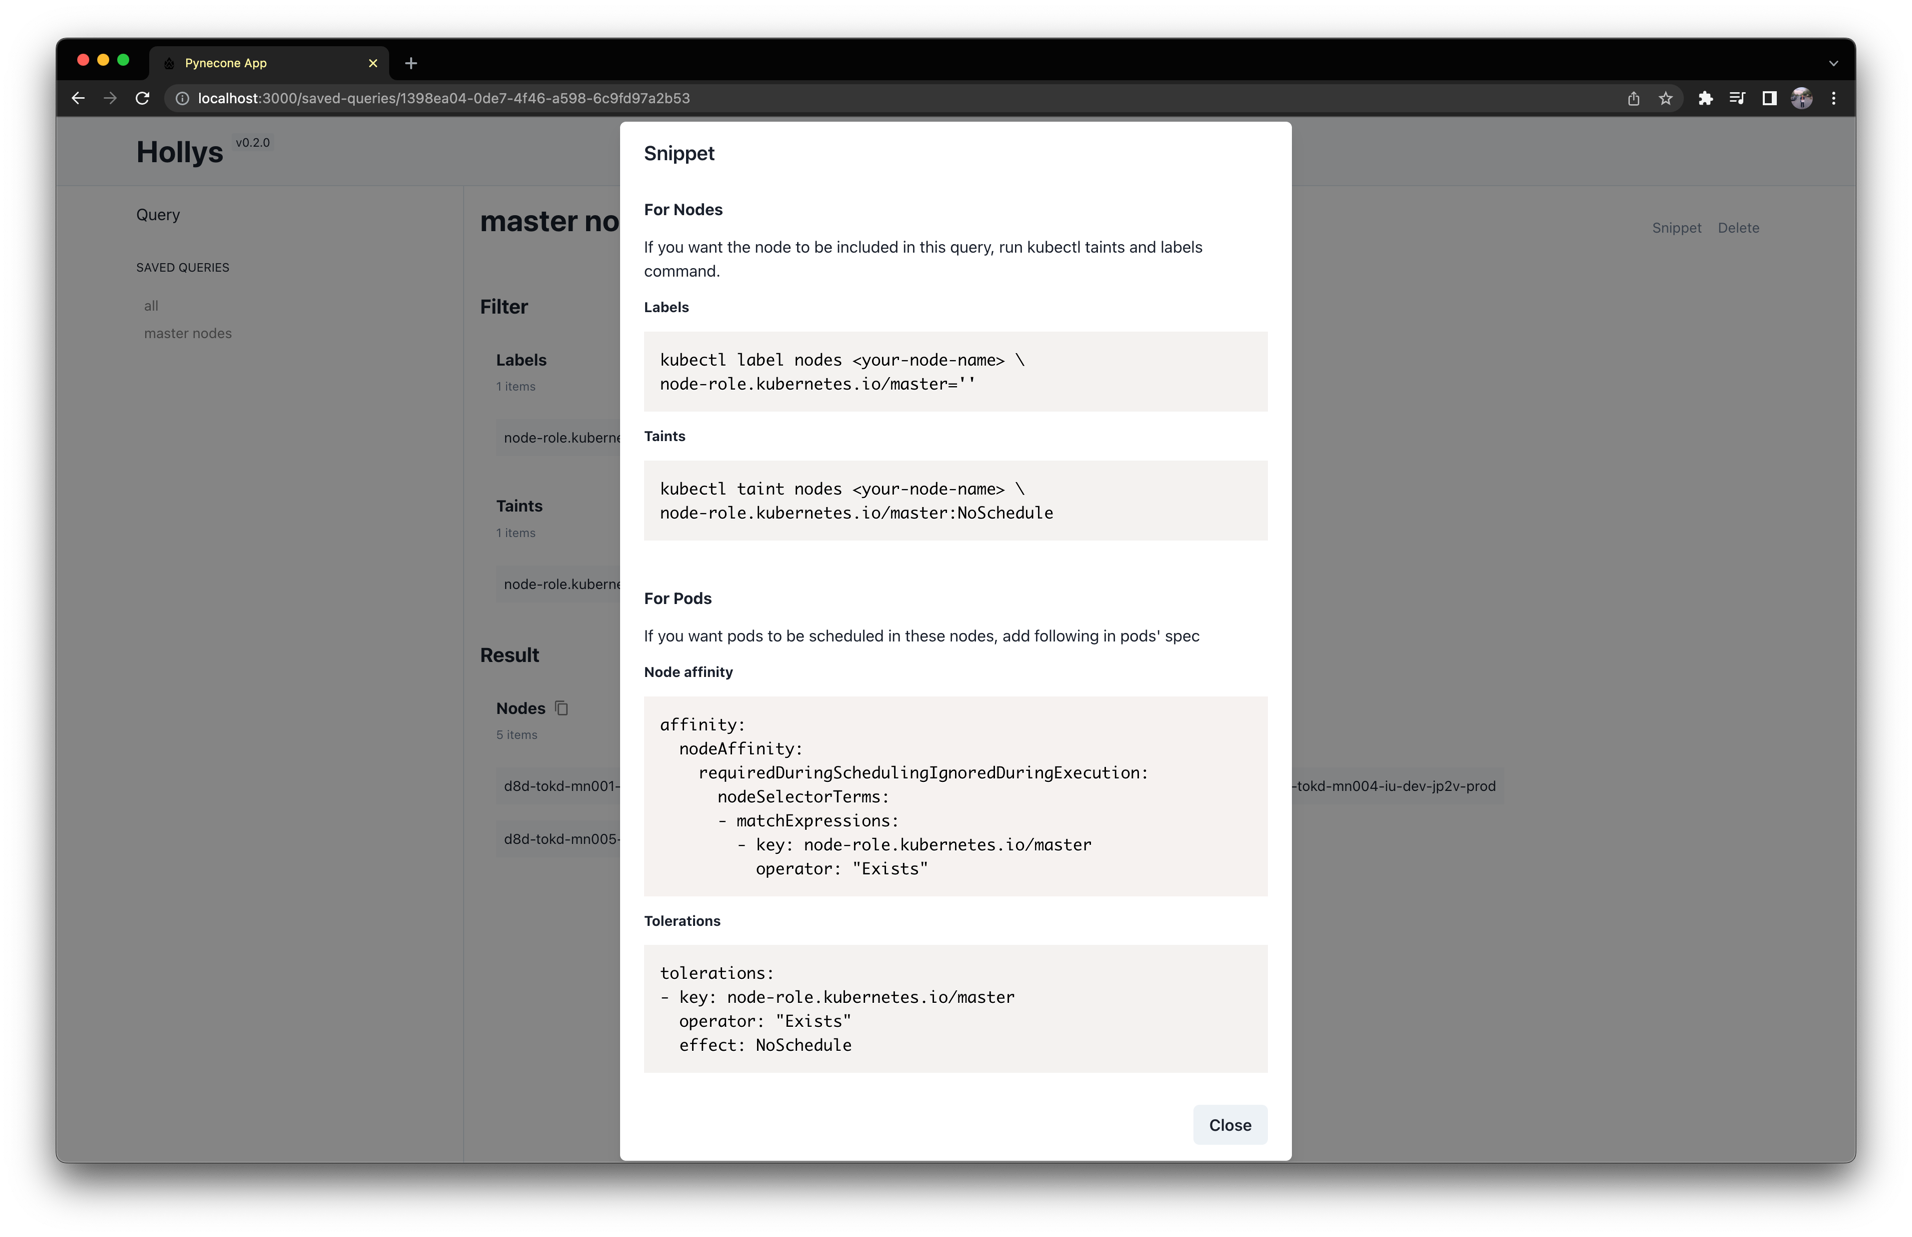 Pynecone App
localhost:3000/saved-queries/1398ea04-0de7-4f46-a598-6c9fd97a2b53
Hollys v0.2.0
Query
SAVED QUERIES
all
master nodes
master no
Snippet Delete
Filter
Labels
1 items
node-role.kuberne
Taints
1 items
node-role.kuberne
Result
Nodes
5 items
d8d-tokd-mn001-
-tokd-mn004-iu-dev-jp2v-prod
d8d-tokd-mn005-
Snippet
For Nodes
If you want the node to be included in this query, run kubectl taints and labels
command.
Labels
kubectl label nodes <your-node-name> \
node-role.kubernetes.io/master=''
Taints
kubectl taint nodes <your-node-name> \
node-role.kubernetes.io/master:NoSchedule
For Pods
If you want pods to be scheduled in these nodes, add following in pods' spec
Node affinity
affinity:
  nodeAffinity:
    requiredDuringSchedulingIgnoredDuringExecution:
      nodeSelectorTerms:
      - matchExpressions:
        - key: node-role.kubernetes.io/master
          operator: "Exists"
Tolerations
tolerations:
- key: node-role.kubernetes.io/master
  operator: "Exists"
  effect: NoSchedule
Close